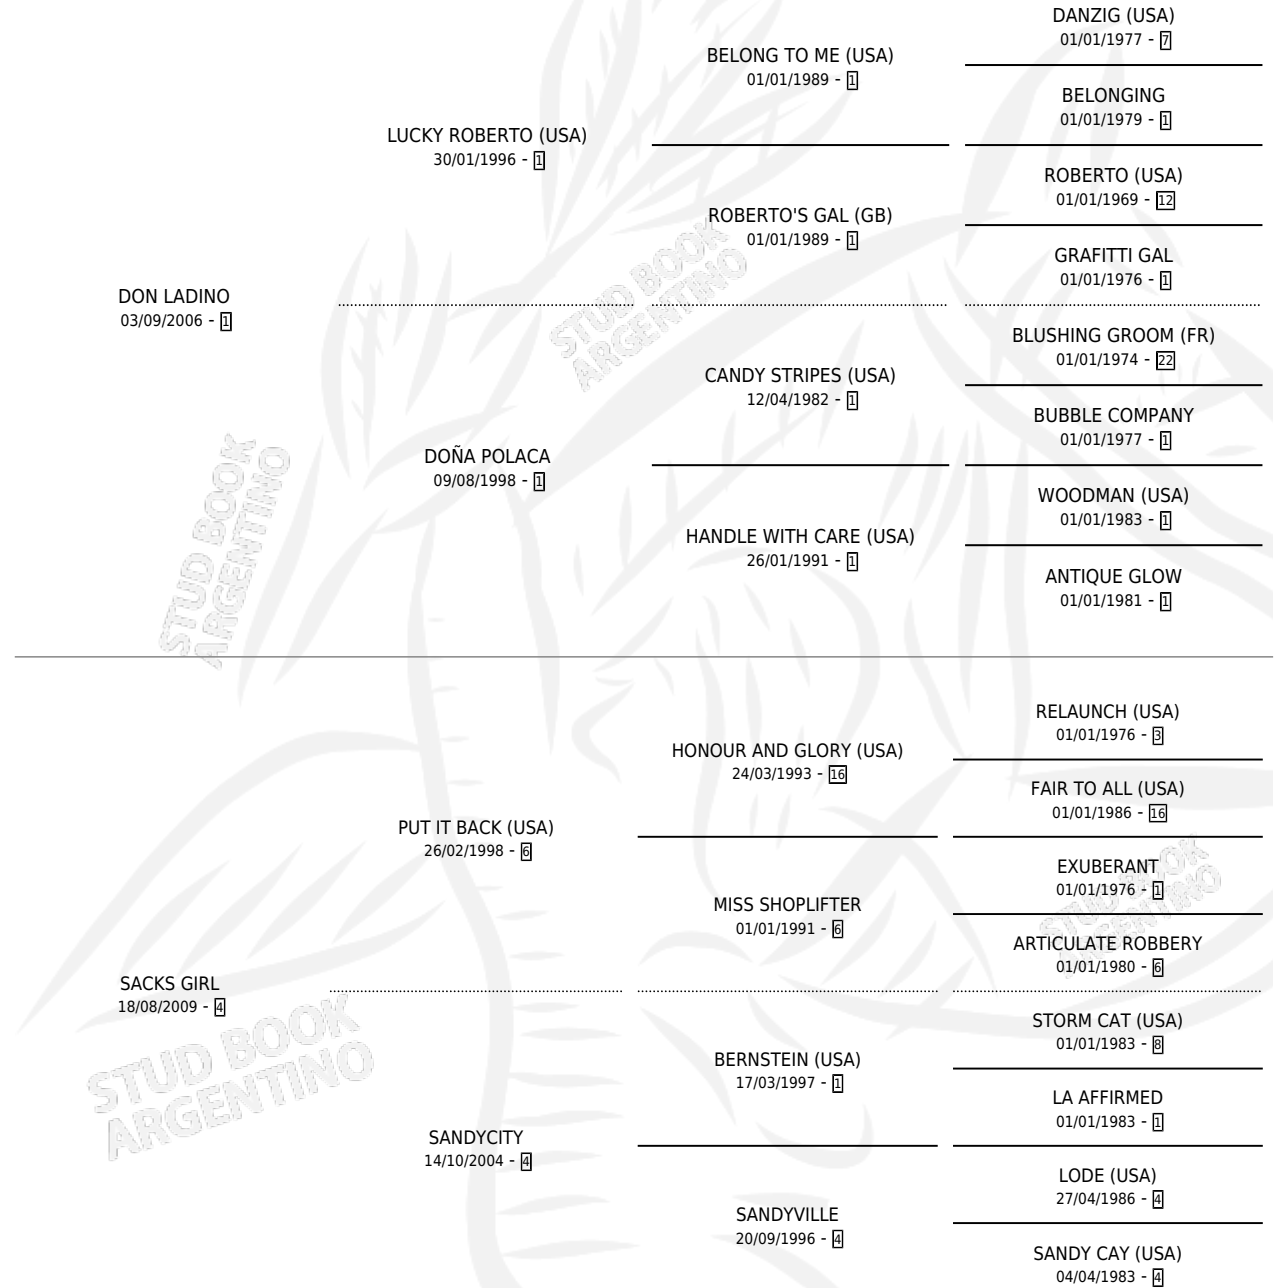 DANZIG (USA)
01/01/1977 - 7
BELONG TO ME (USA)
01/01/1989 - 1
BELONGING
01/01/1979 - 1
LUCKY ROBERTO (USA)
30/01/1996 - 1
ROBERTO (USA)
01/01/1969 - 12
ROBERTO'S GAL (GB)
01/01/1989 - 1
GRAFITTI GAL
01/01/1976 - 1
DON LADINO
03/09/2006 - 1
BLUSHING GROOM (FR)
01/01/1974 - 22
CANDY STRIPES (USA)
12/04/1982 - 1
BUBBLE COMPANY
01/01/1977 - 1
DOÑA POLACA
09/08/1998 - 1
WOODMAN (USA)
01/01/1983 - 1
HANDLE WITH CARE (USA)
26/01/1991 - 1
ANTIQUE GLOW
01/01/1981 - 1
RELAUNCH (USA)
01/01/1976 - 3
HONOUR AND GLORY (USA)
24/03/1993 - 16
FAIR TO ALL (USA)
01/01/1986 - 16
PUT IT BACK (USA)
26/02/1998 - 6
EXUBERANT
01/01/1976 - 1
MISS SHOPLIFTER
01/01/1991 - 6
ARTICULATE ROBBERY
01/01/1980 - 6
SACKS GIRL
18/08/2009 - 4
STORM CAT (USA)
01/01/1983 - 8
BERNSTEIN (USA)
17/03/1997 - 1
LA AFFIRMED
01/01/1983 - 1
SANDYCITY
14/10/2004 - 4
LODE (USA)
27/04/1986 - 4
SANDYVILLE
20/09/1996 - 4
SANDY CAY (USA)
04/04/1983 - 4
STUD BOOK
ARGENTINO
STUD BOOK
ARGENTINO
STUD BOOK
ARGENTINO
STUD BOOK
ARGENTINO